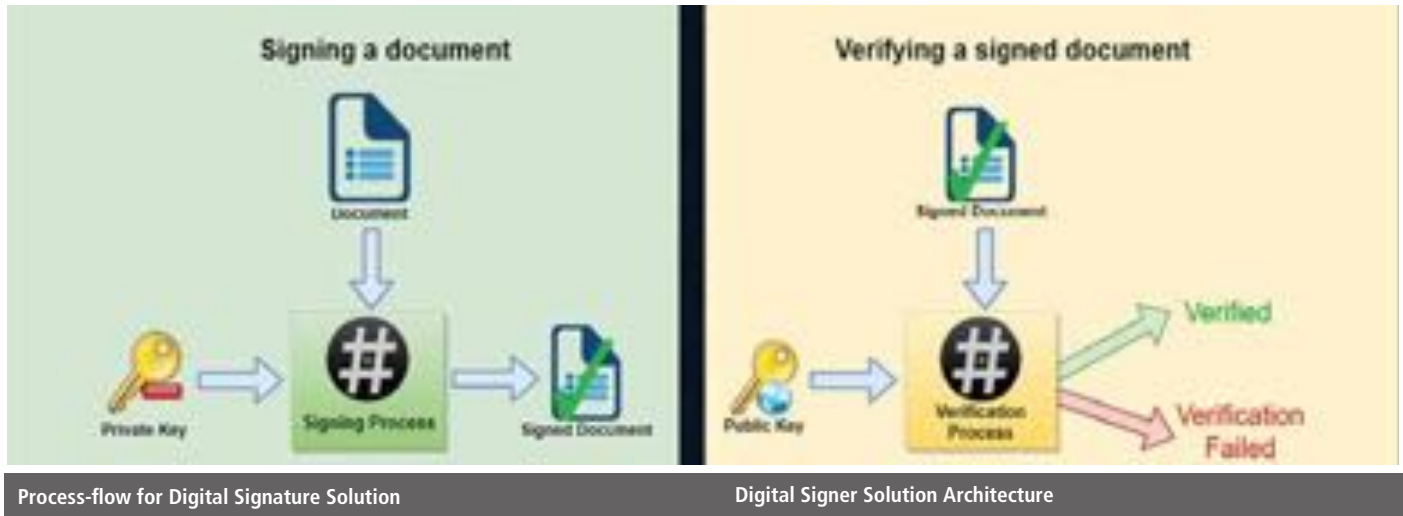 Signing a document
Document
Private Key
Signing Process
Signed Document
Verifying a signed document
Signed Document
Public Key
Verification
Process
Verified
Verification
Failed
Process-flow for Digital Signature Solution
Digital Signer Solution Architecture